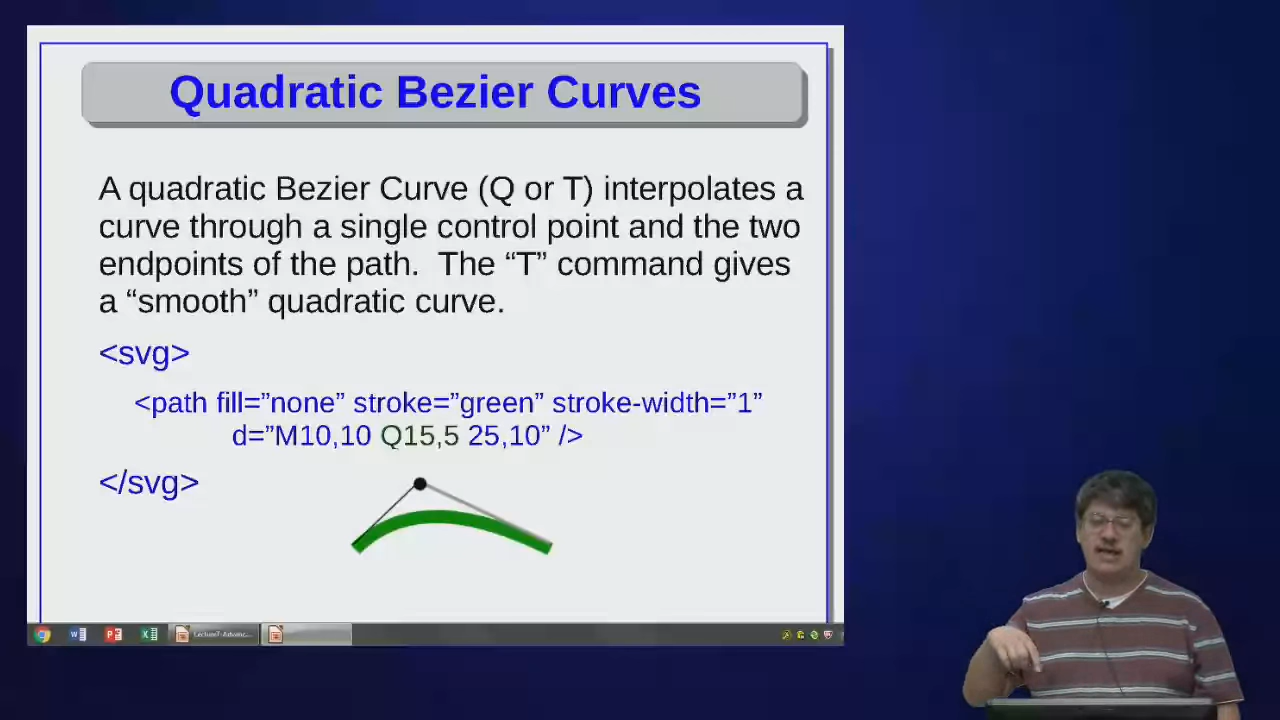 Quadratic Bezier Curves
A quadratic Bezier Curve (Q or T) interpolates a
curve through a single control point and the two
endpoints of the path.  The “T” command gives
a “smooth” quadratic curve.
<svg>
<path fill=”none” stroke=”green” stroke-width=”1”
d=”M10,10 Q15,5 25,10” />
</svg>
Lecture7-Advanc...